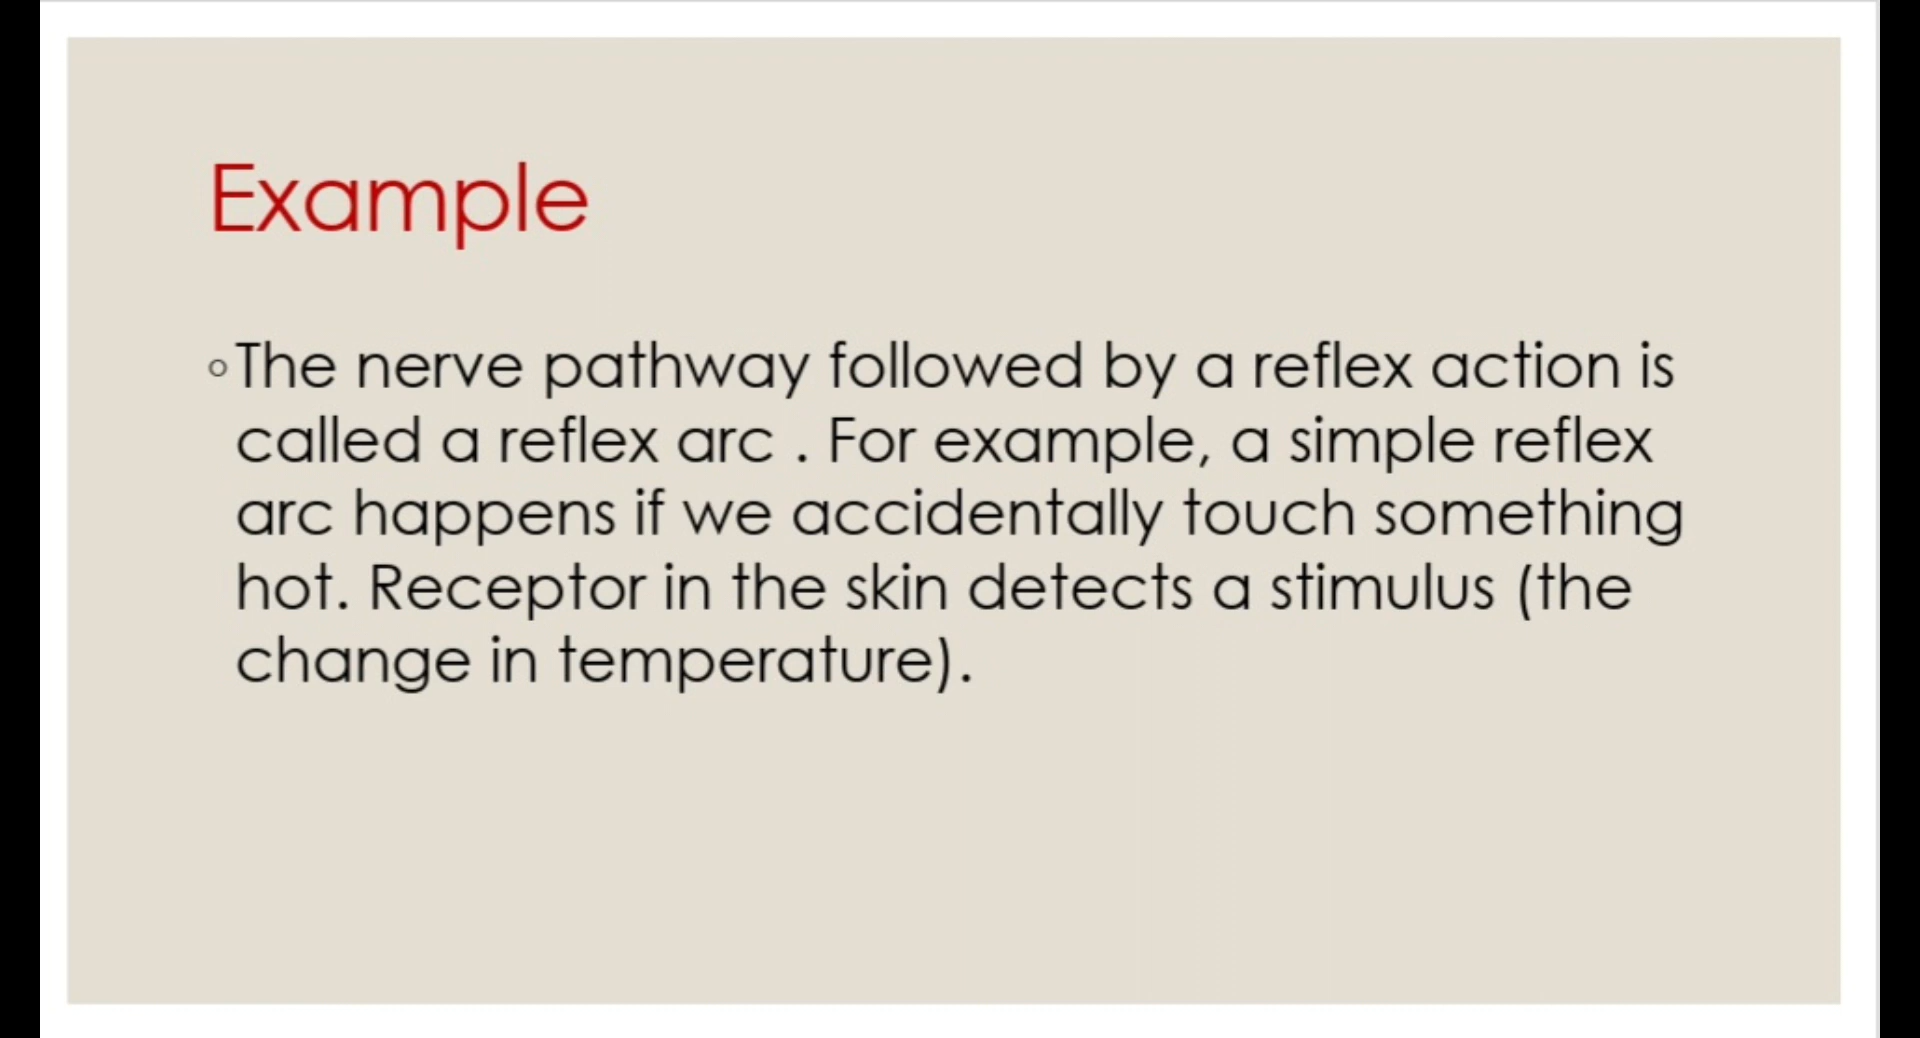 Example
◦The nerve pathway followed by a reflex action is
called a reflex arc . For example, a simple reflex
arc happens if we accidentally touch something
hot. Receptor in the skin detects a stimulus (the
change in temperature).